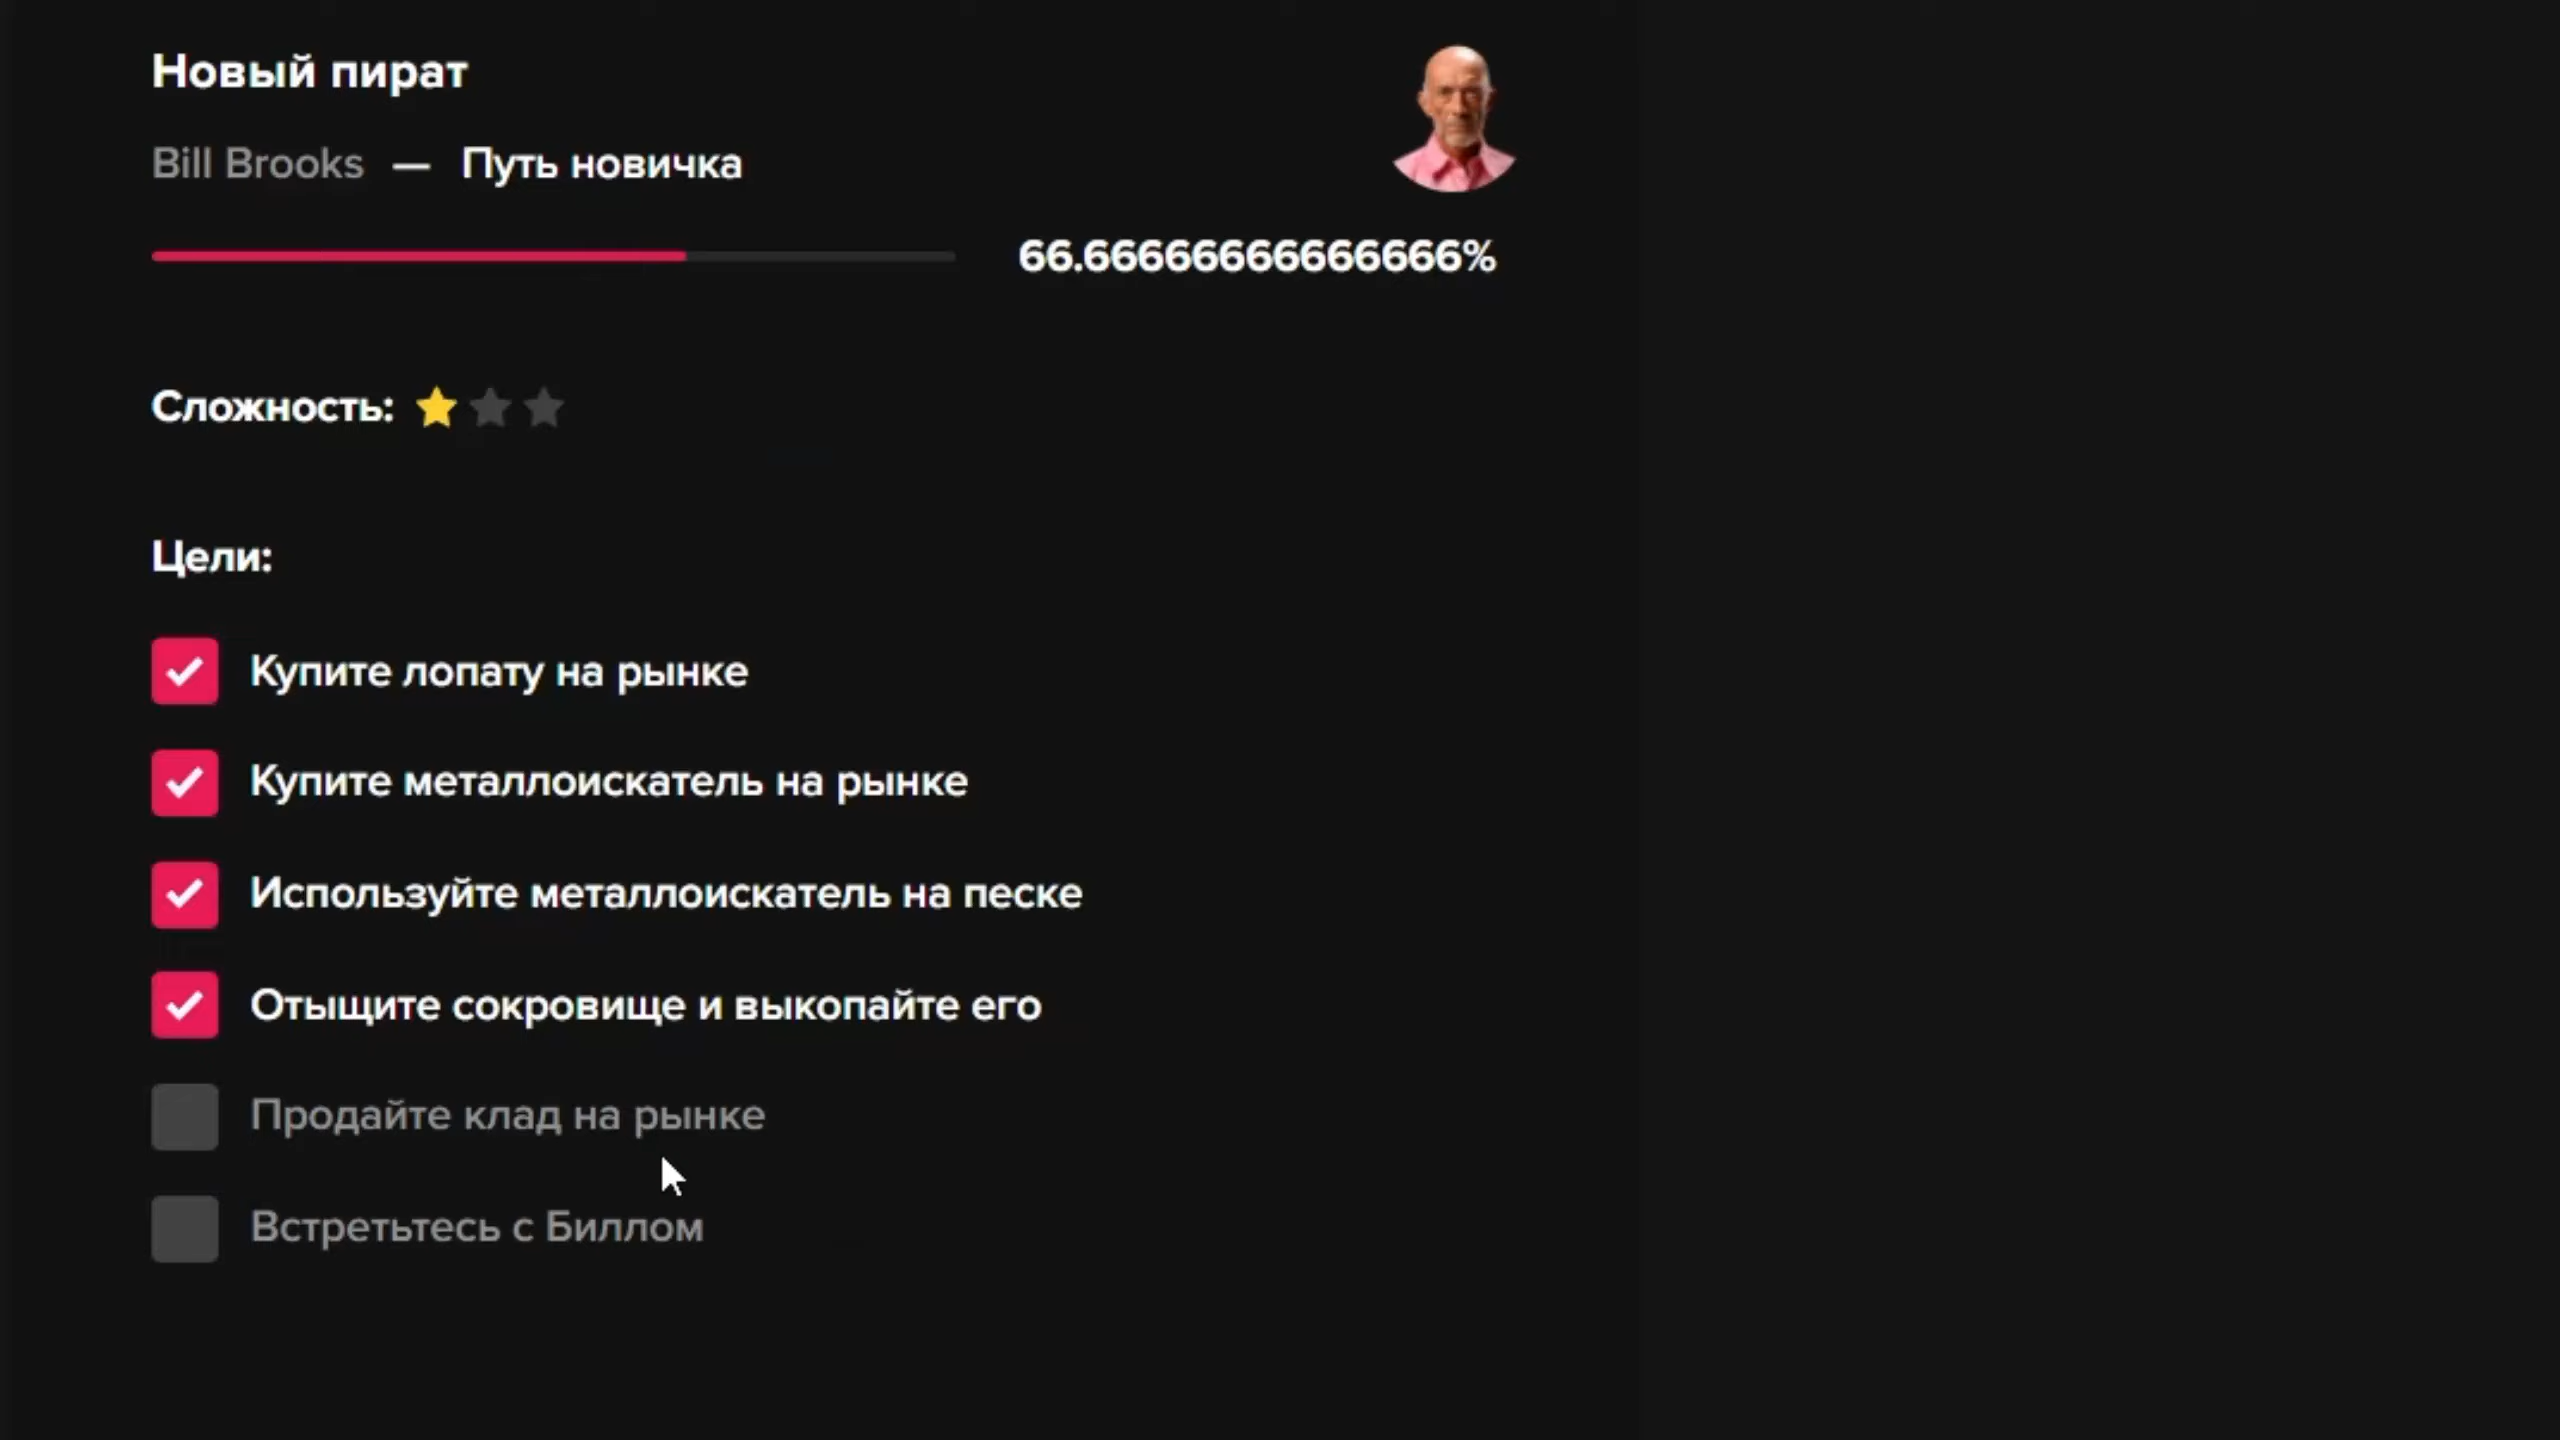 Новый пират
Bill Brooks — Путь новичка
66.66666666666666%
Сложность:
Цели:
Купите лопату на рынке
Купите металлоискатель на рынке
Используйте металлоискатель на песке
Отыщите сокровище и выкопайте его
Продайте клад на рынке
Встретьтесь с Биллом